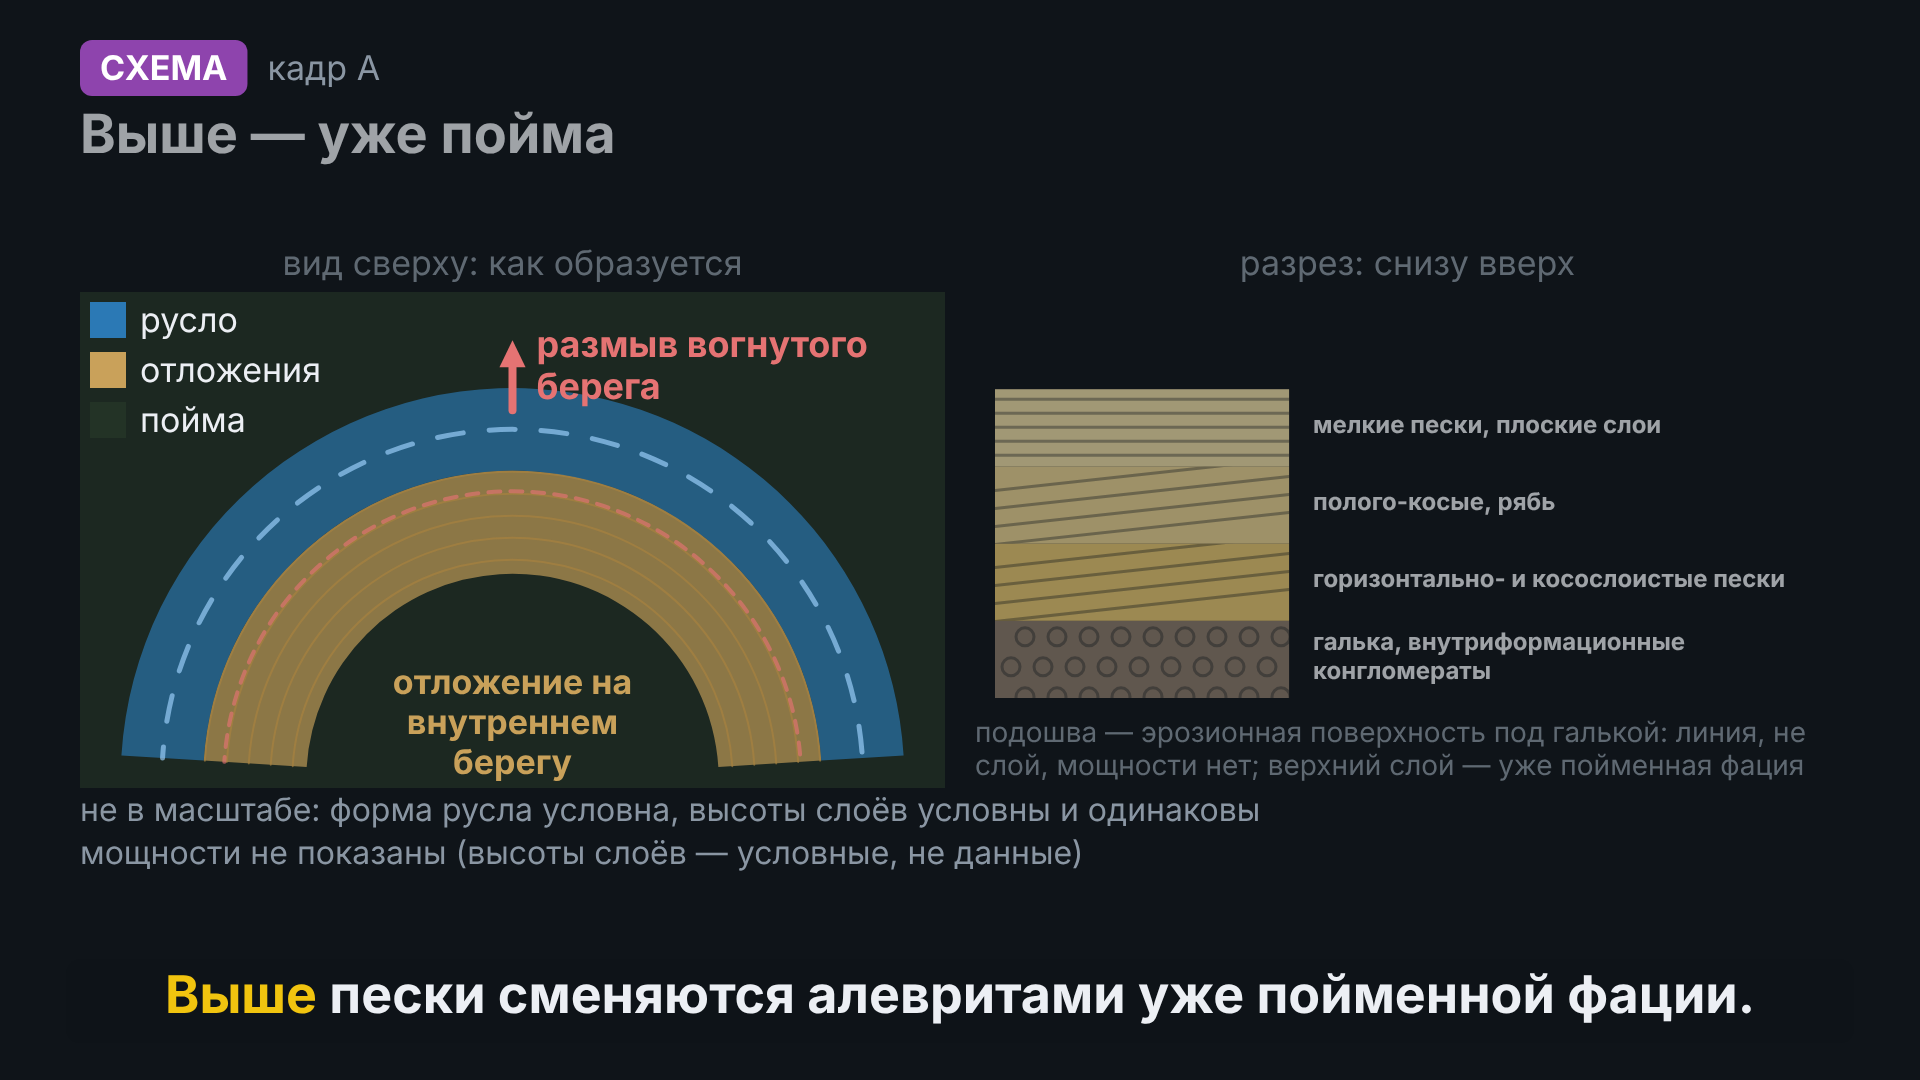 СХЕМА кадр А
Выше — уже пойма
вид сверху: как образуется
русло
отложения
пойма
размыв вогнутого
берега
отложение на
внутреннем
берегу
разрез: снизу вверх
мелкие пески, плоские слои
полого-косые, рябь
горизонтально- и косослоистые пески
галька, внутриформационные
конгломераты
подошва — эрозионная поверхность под галькой: линия, не
слой, мощности нет; верхний слой — уже пойменная фация
не в масштабе: форма русла условна, высоты слоёв условны и одинаковы
мощности не показаны (высоты слоёв — условные, не данные)
Выше пески сменяются алевритами уже пойменной фации.